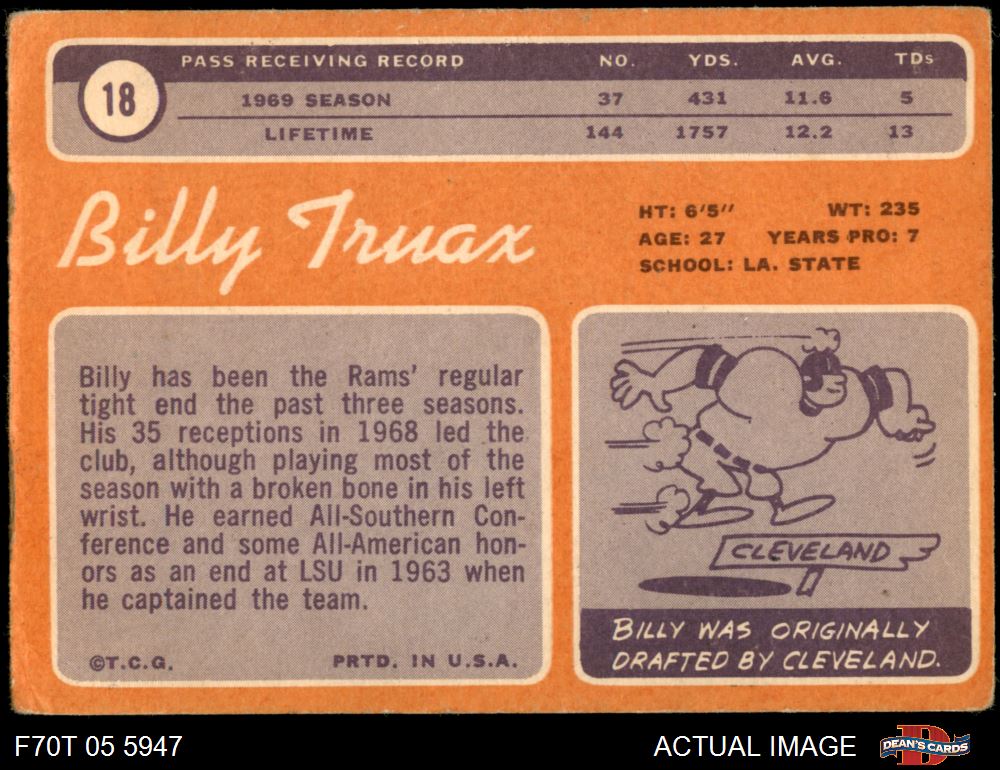 PASS RECEIVING RECORD NO. YDS. AVG. TDs
18
1969 SEASON 37 431 11.6 5
LIFETIME 144 1757 12.2 13
Billy Truax
HT: 6'5" WT: 235
AGE: 27 YEARS PRO: 7
SCHOOL: LA. STATE
Billy has been the Rams' regular
tight end the past three seasons.
His 35 receptions in 1968 led the
club, although playing most of the
season with a broken bone in his left
wrist. He earned All-Southern Con-
ference and some All-American hon-
ors as an end at LSU in 1963 when
he captained the team.
©T.C.G. PRTD. IN U.S.A.
CLEVELAND
BILLY WAS ORIGINALLY
DRAFTED BY CLEVELAND.
F70T 05 5947 ACTUAL IMAGE
D
DEAN'S CARDS